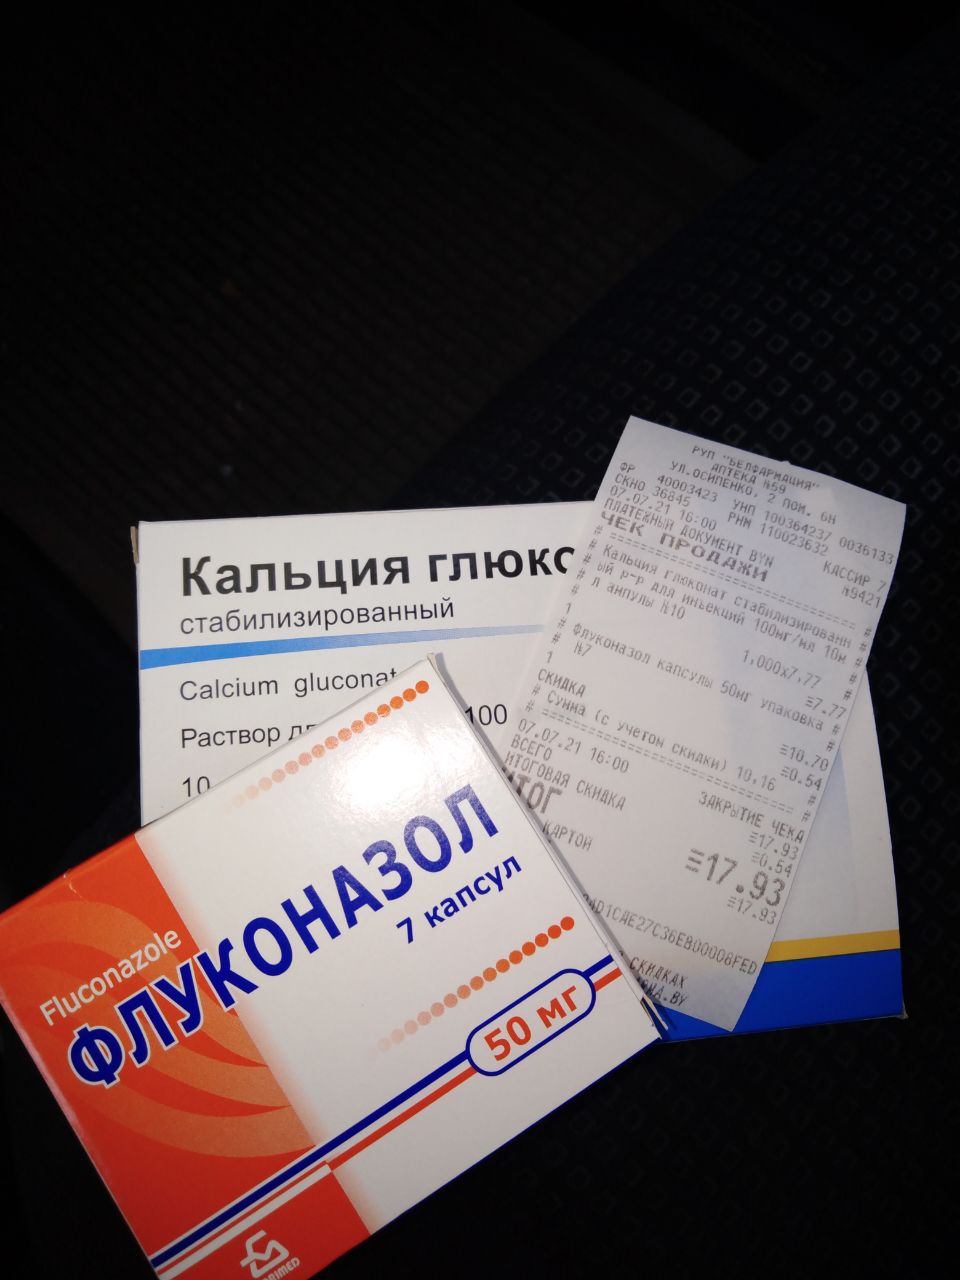 РУП "БЕЛФАРМАЦИЯ"
АПТЕКА №59
УЛ.ОСИПЕНКО, 2 ПОМ. 6Н
ФР 40003423 УНП 100364237 0036133
СКНО 36845 РНМ 110023632
07.07.21 16:00 КАССИР 7
ПЛАТЕЖНЫЙ ДОКУМЕНТ BYN №9421
ЧЕК ПРОДАЖИ
# Кальция глюконат стабилизированн #
# ый р-р для инъекций 100мг/мл 10м #
# л ампулы №10 #
1 1,000x7,77
≡7.77
# Флуконазол капсулы 50мг упаковка #
# №7 #
1 ≡10.70
СКИДКА ≡0.54
# Сумма (с учетом скидки) 10,16 #
07.07.21 16:00 ЗАКРЫТИЕ ЧЕКА
ВСЕГО ≡17.93
ИТОГОВАЯ СКИДКА ≡0.54
ИТОГ ≡17.93
КАРТОЙ ≡17.93
СКИДКАХ
Кальция глюко
стабилизированный
Calcium gluconat
Раствор 100
10
Fluconazole
ФЛУКОНАЗОЛ
7 капсул
50 мг